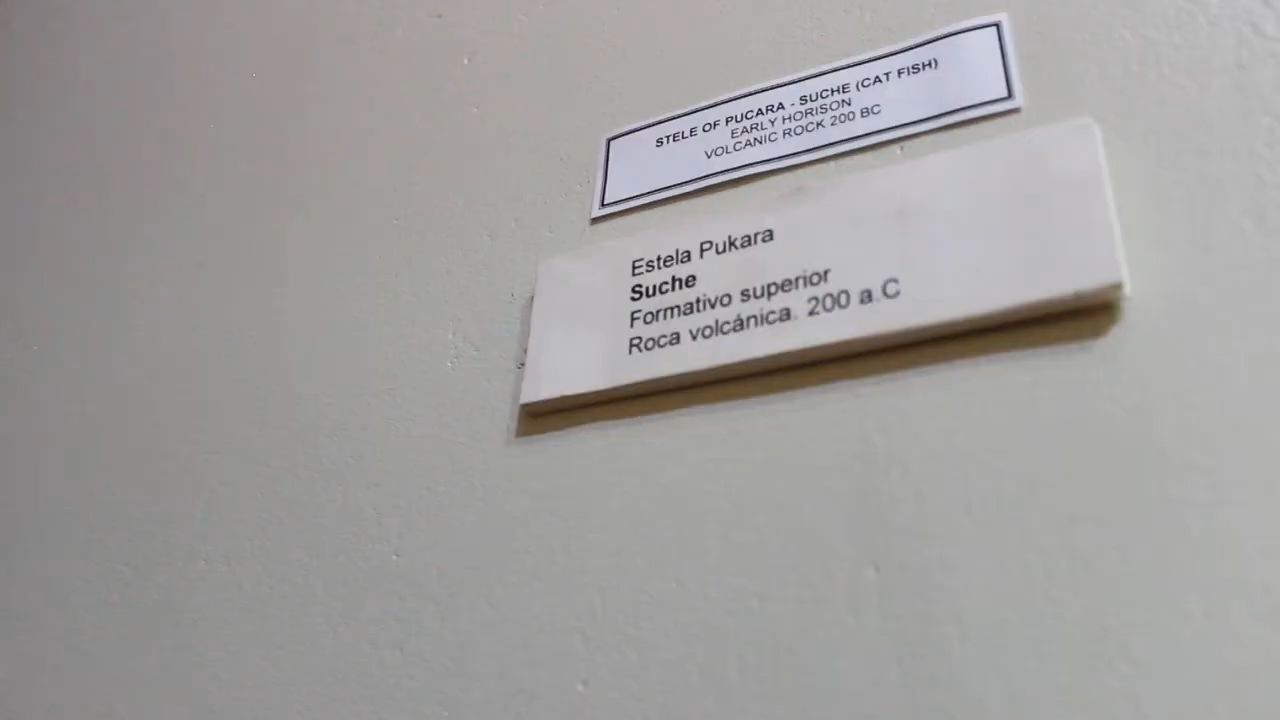 STELE OF PUCARA - SUCHE (CAT FISH)
EARLY HORISON
VOLCANIC ROCK 200 BC
Estela Pukara
Suche
Formativo superior
Roca volcánica. 200 a.C